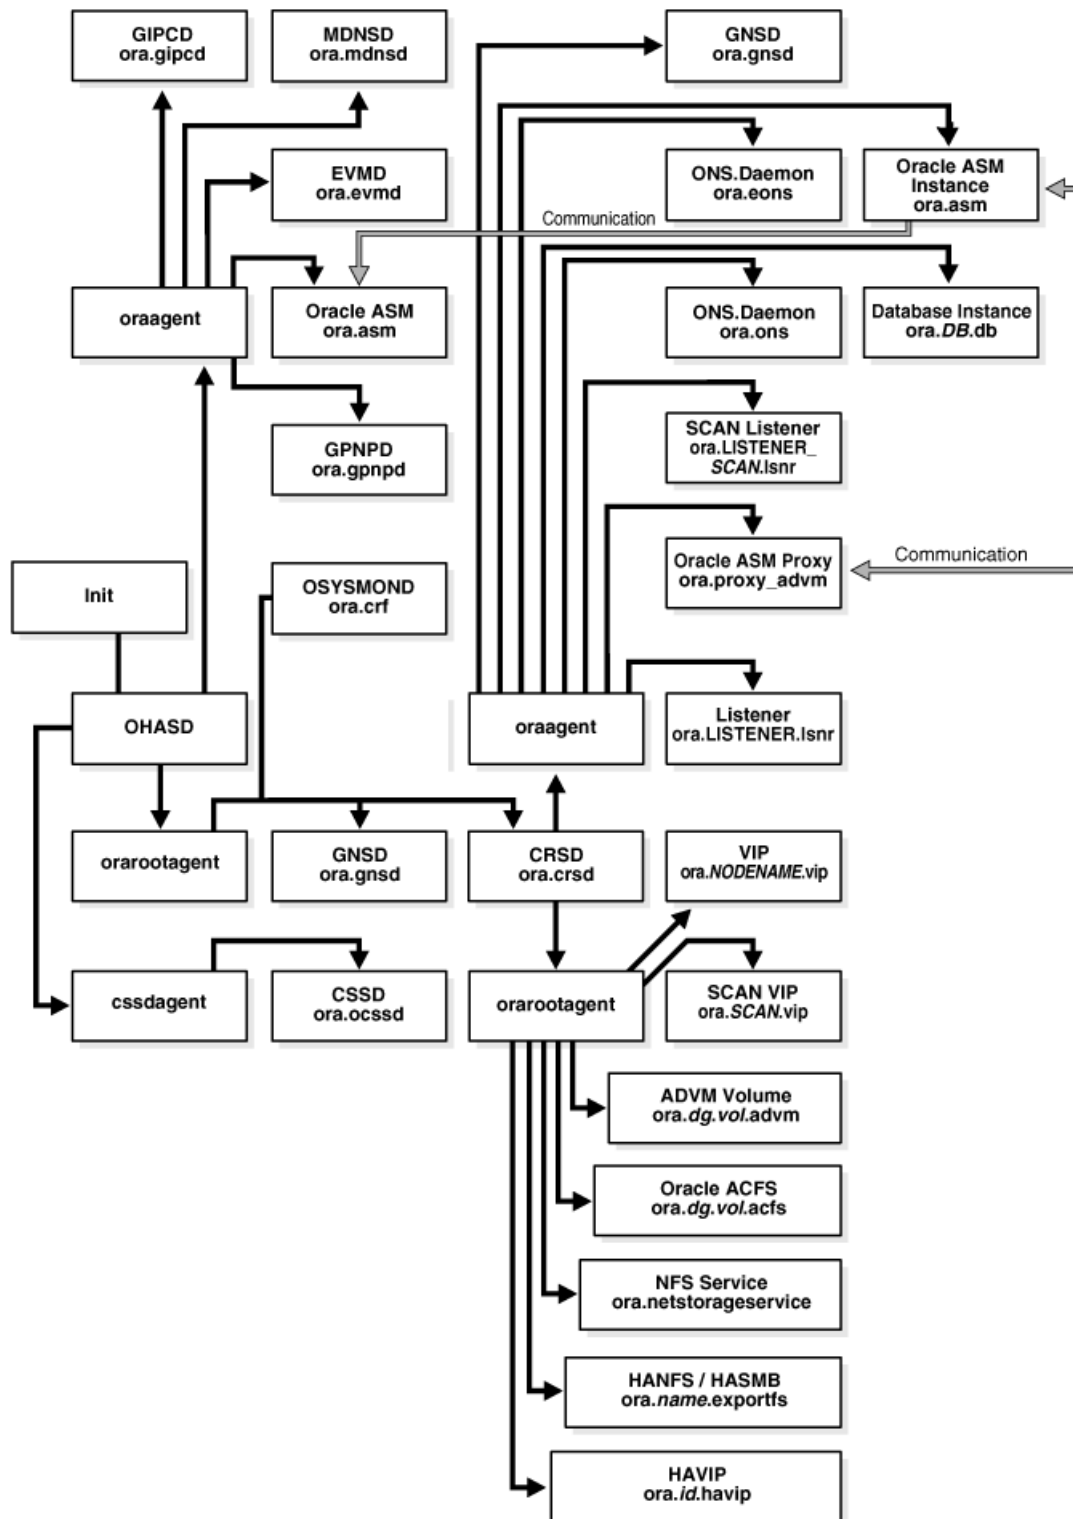 GIPCD
ora.gipcd
MDNSD
ora.mdnsd
GNSD
ora.gnsd
EVMD
ora.evmd
ONS.Daemon
ora.eons
Oracle ASM
Instance
ora.asm
Communication
oraagent
Oracle ASM
ora.asm
ONS.Daemon
ora.ons
Database Instance
ora.DB.db
GPNPD
ora.gpnpd
SCAN Listener
ora.LISTENER_
SCAN.lsnr
Oracle ASM Proxy
ora.proxy_advm
Communication
Init
OSYSMOND
ora.crf
OHASD
oraagent
Listener
ora.LISTENER.lsnr
orarootagent
GNSD
ora.gnsd
CRSD
ora.crsd
VIP
ora.NODENAME.vip
cssdagent
CSSD
ora.ocssd
orarootagent
SCAN VIP
ora.SCAN.vip
ADVM Volume
ora.dg.vol.advm
Oracle ACFS
ora.dg.vol.acfs
NFS Service
ora.netstorageservice
HANFS / HASMB
ora.name.exportfs
HAVIP
ora.id.havip